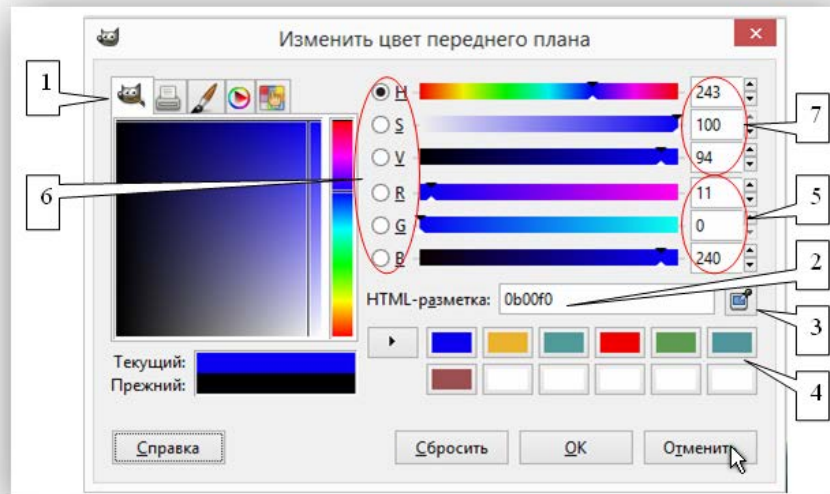 Изменить цвет переднего плана
1
H 243
S 100
7
V 94
6
R 11
5
G 0
B 240
2
HTML-разметка: 0b00f0
3
Текущий:
Прежний:
4
Справка
Сбросить
OK
Отменить